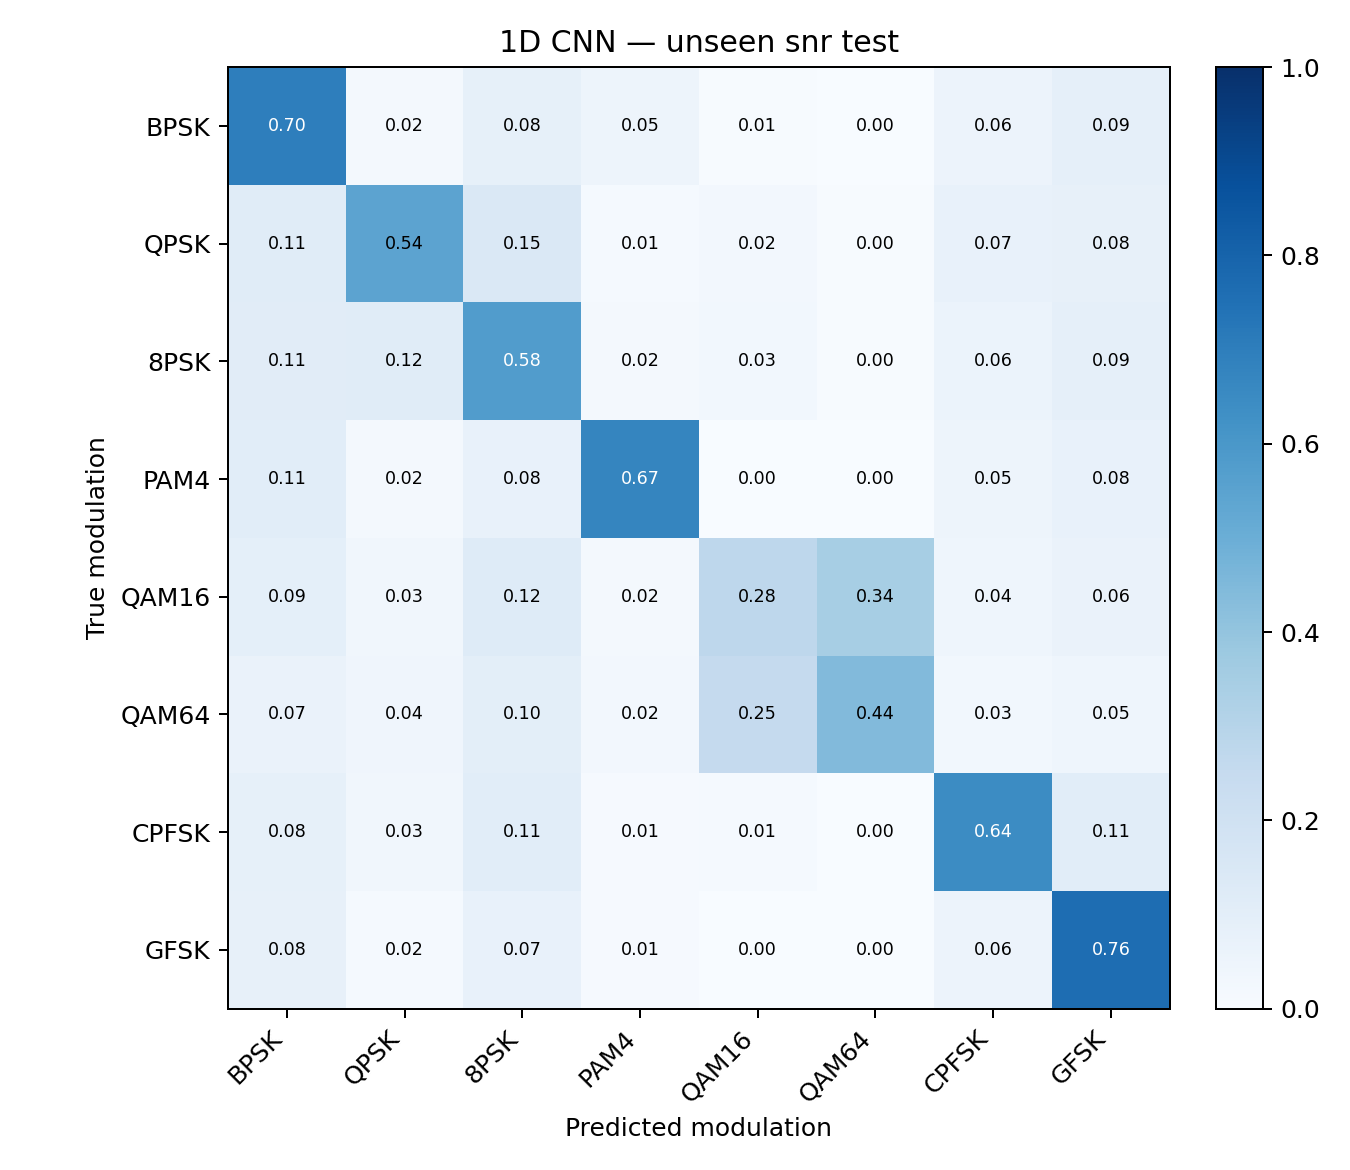 1D CNN — unseen snr test
BPSK 0.70 0.02 0.08 0.05 0.01 0.00 0.06 0.09
QPSK 0.11 0.54 0.15 0.01 0.02 0.00 0.07 0.08
8PSK 0.11 0.12 0.58 0.02 0.03 0.00 0.06 0.09
PAM4 0.11 0.02 0.08 0.67 0.00 0.00 0.05 0.08
QAM16 0.09 0.03 0.12 0.02 0.28 0.34 0.04 0.06
QAM64 0.07 0.04 0.10 0.02 0.25 0.44 0.03 0.05
CPFSK 0.08 0.03 0.11 0.01 0.01 0.00 0.64 0.11
GFSK 0.08 0.02 0.07 0.01 0.00 0.00 0.06 0.76
BPSK QPSK 8PSK PAM4 QAM16 QAM64 CPFSK GFSK
Predicted modulation
True modulation
1.0
0.8
0.6
0.4
0.2
0.0